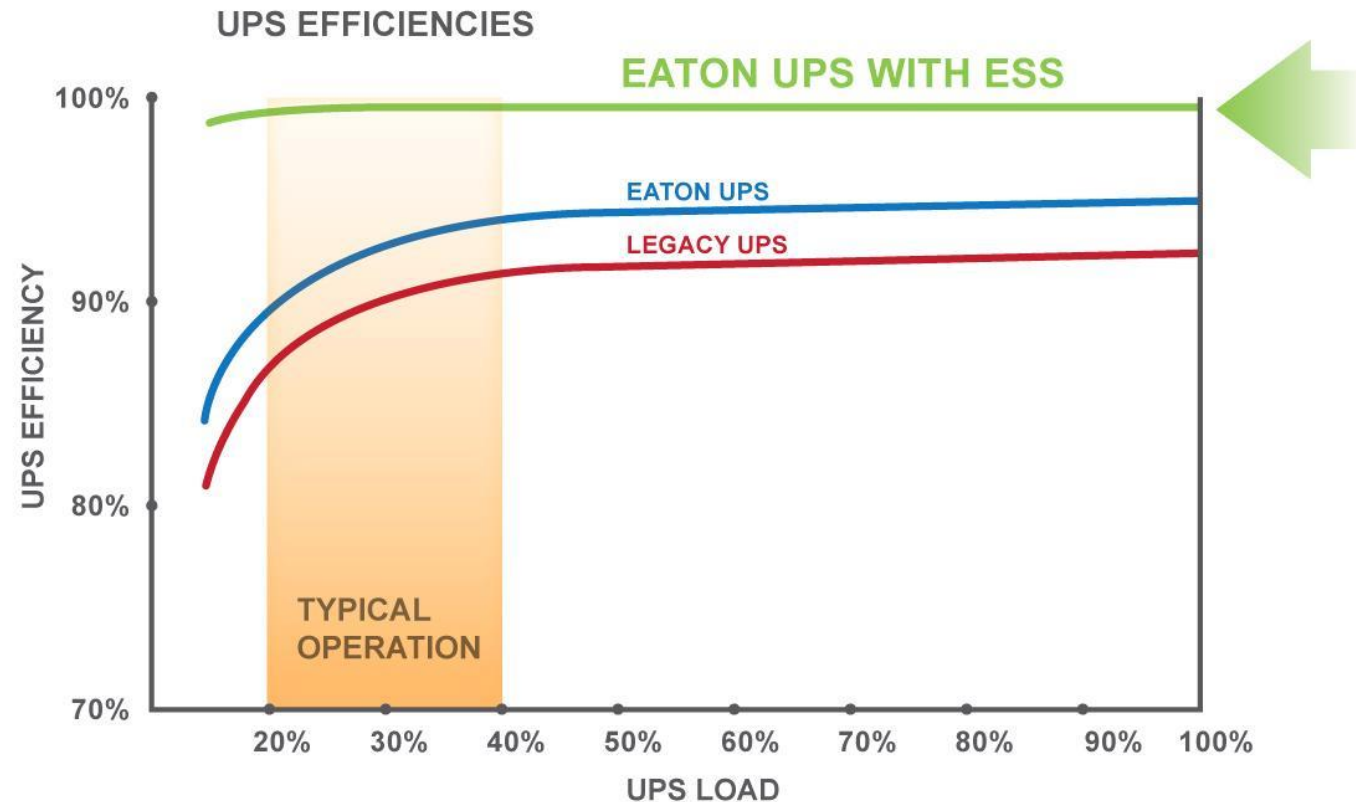 UPS EFFICIENCIES
EATON UPS WITH ESS
100%
EATON UPS
LEGACY UPS
90%
UPS EFFICIENCY
80%
TYPICAL
OPERATION
70%
20% 30% 40% 50% 60% 70% 80% 90% 100%
UPS LOAD